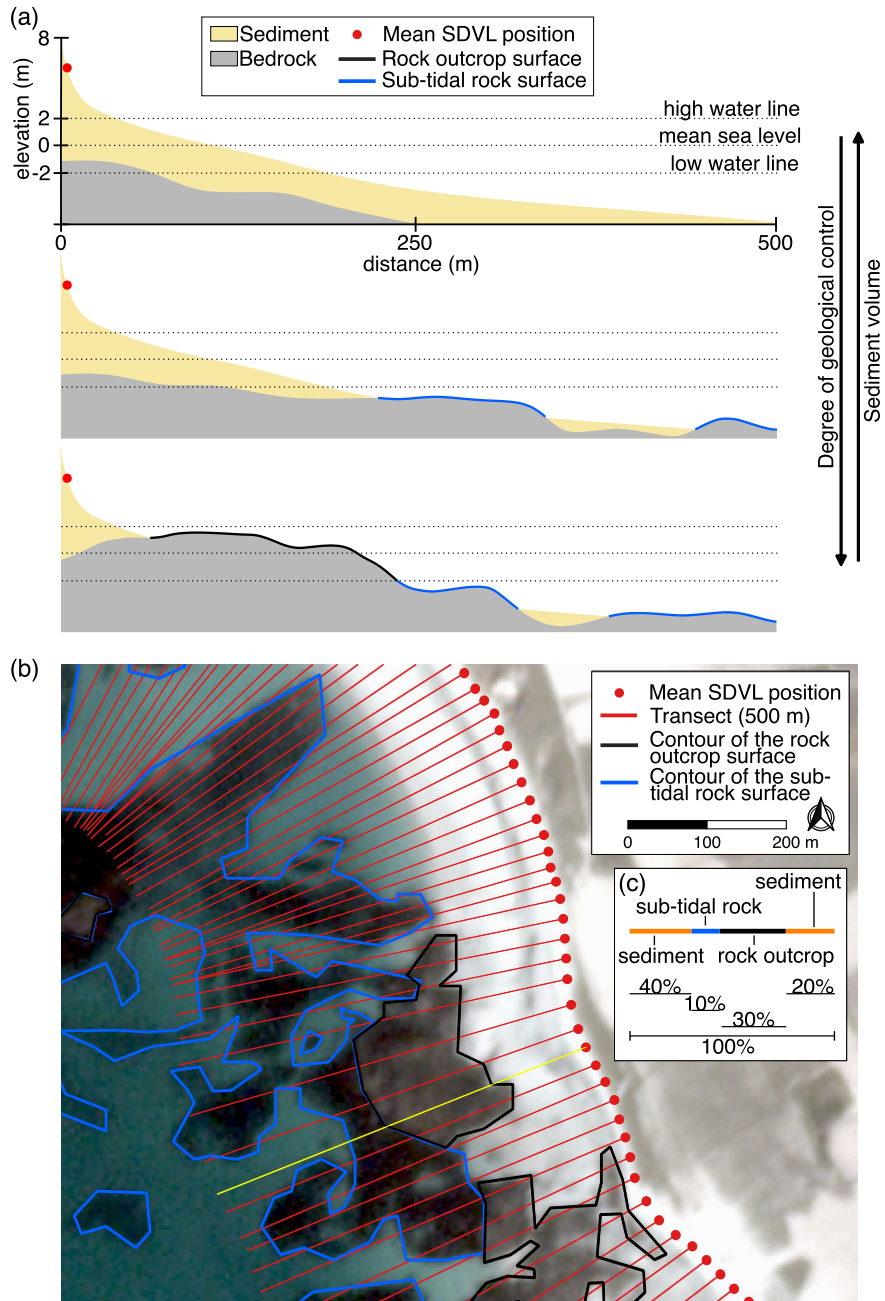 (a)
Sediment
Mean SDVL position
Bedrock
Rock outcrop surface
Sub-tidal rock surface
8
2
0
-2
elevation (m)
high water line
mean sea level
low water line
0
250
500
distance (m)
Degree of geological control
Sediment volume
(b)
Mean SDVL position
Transect (500 m)
Contour of the rock
outcrop surface
Contour of the sub-
tidal rock surface
0
100
200 m
(c)
sediment
sub-tidal rock
sediment
rock outcrop
40%
20%
10%
30%
100%